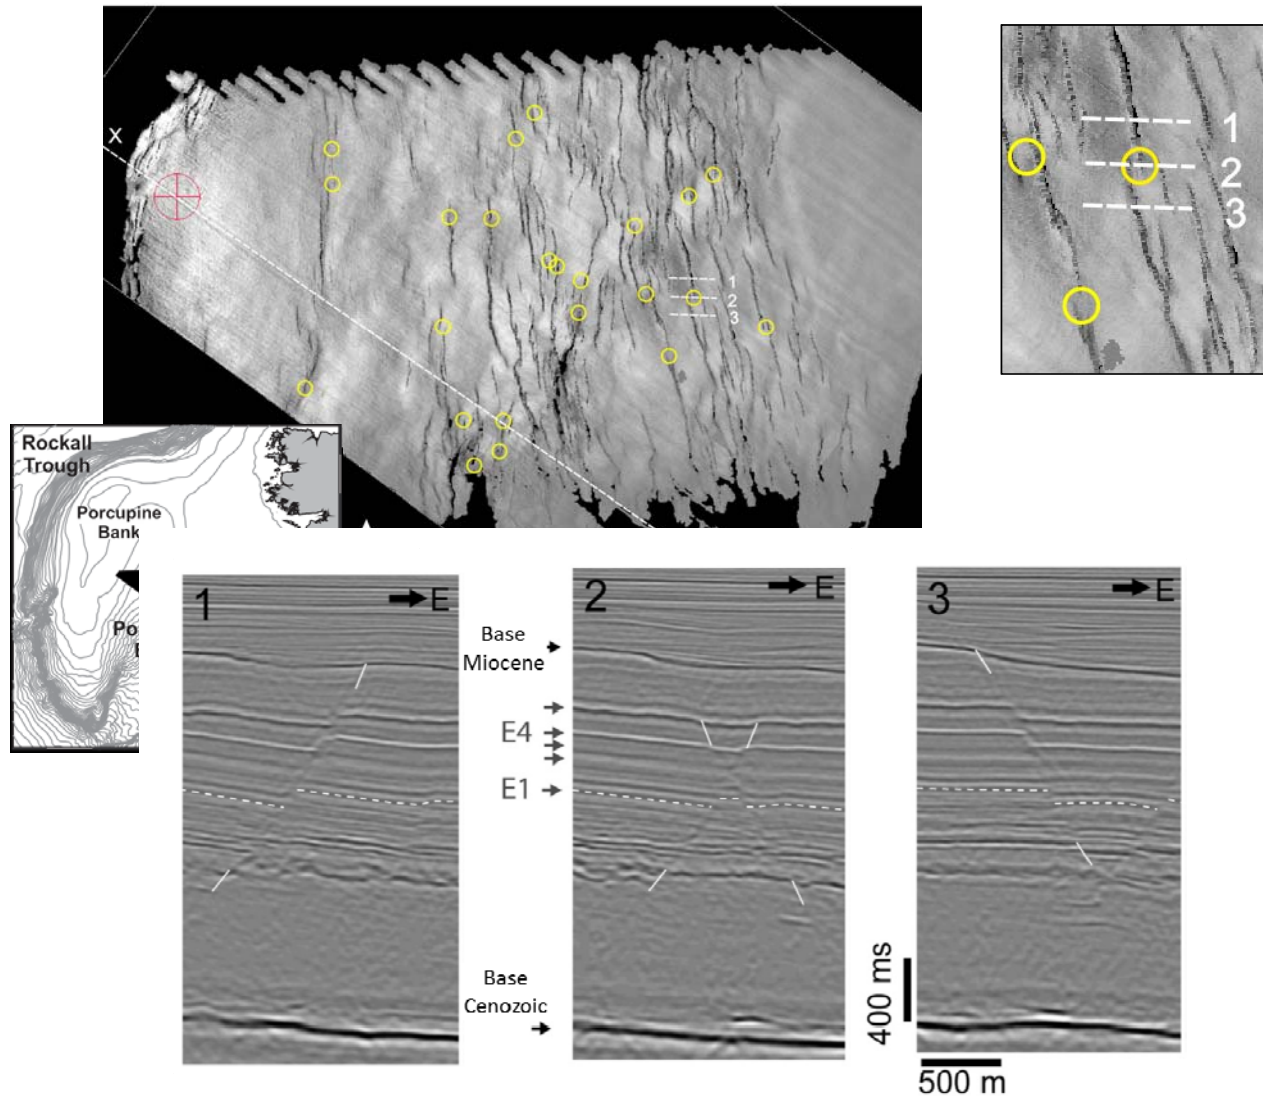 X
1
2
3
1
2
3
Rockall
Trough
Porcupine
Bank
Po
1
E
2
E
3
E
Base
Miocene
E4
E1
Base
Cenozoic
400 ms
500 m